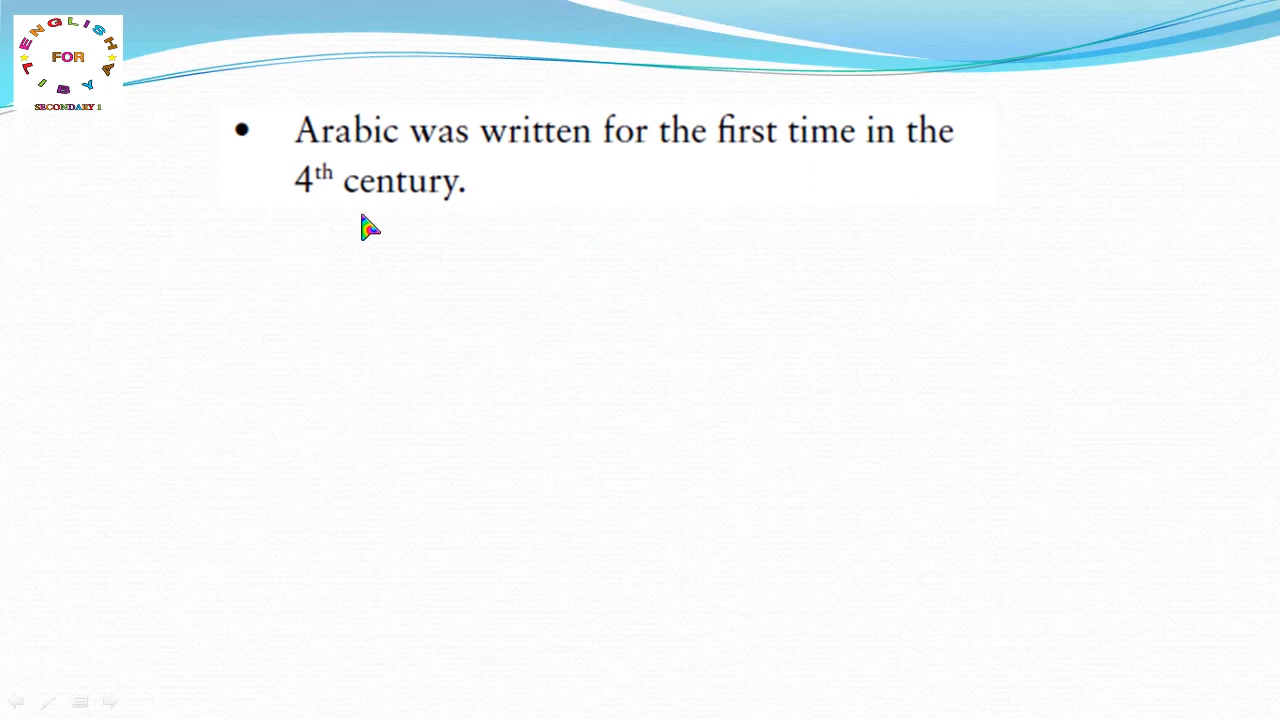 ENGLISH
FOR
LIBYA
SECONDARY 1
• Arabic was written for the first time in the
4th century.